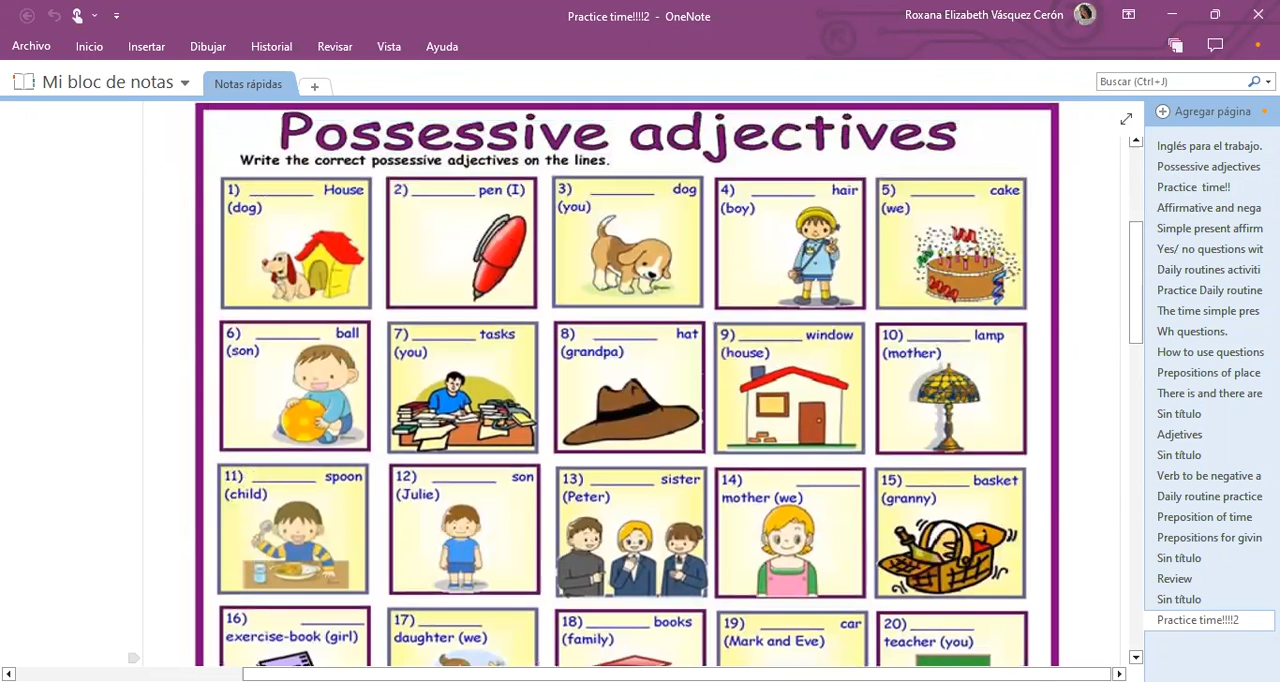 Practice time!!!!2 - OneNote
Roxana Elizabeth Vásquez Cerón
Archivo Inicio Insertar Dibujar Historial Revisar Vista Ayuda
Mi bloc de notas
Notas rápidas
+
Buscar (Ctrl+J)
Possessive adjectives
Write the correct possessive adjectives on the lines.
1) ________ House
(dog)
2) ________ pen (I)
3) ________ dog
(you)
4) ________ hair
(boy)
5) ________ cake
(we)
6) ________ ball
(son)
7) ________ tasks
(you)
8) ________ hat
(grandpa)
9) ________ window
(house)
10) ________ lamp
(mother)
11) ________ spoon
(child)
12) ________ son
(Julie)
13) ________ sister
(Peter)
14) ________
mother (we)
15) ________ basket
(granny)
16) ________
exercise-book (girl)
17) ________
daughter (we)
18) ________ books
(family)
19) ________ car
(Mark and Eve)
20) ________
teacher (you)
Agregar página
Inglés para el trabajo.
Possessive adjectives
Practice time!!
Affirmative and nega
Simple present affirm
Yes/ no questions wit
Daily routines activiti
Practice Daily routine
The time simple pres
Wh questions.
How to use questions
Prepositions of place
There is and there are
Sin título
Adjetives
Sin título
Verb to be negative a
Daily routine practice
Preposition of time
Prepositions for givin
Sin título
Review
Sin título
Practice time!!!!2